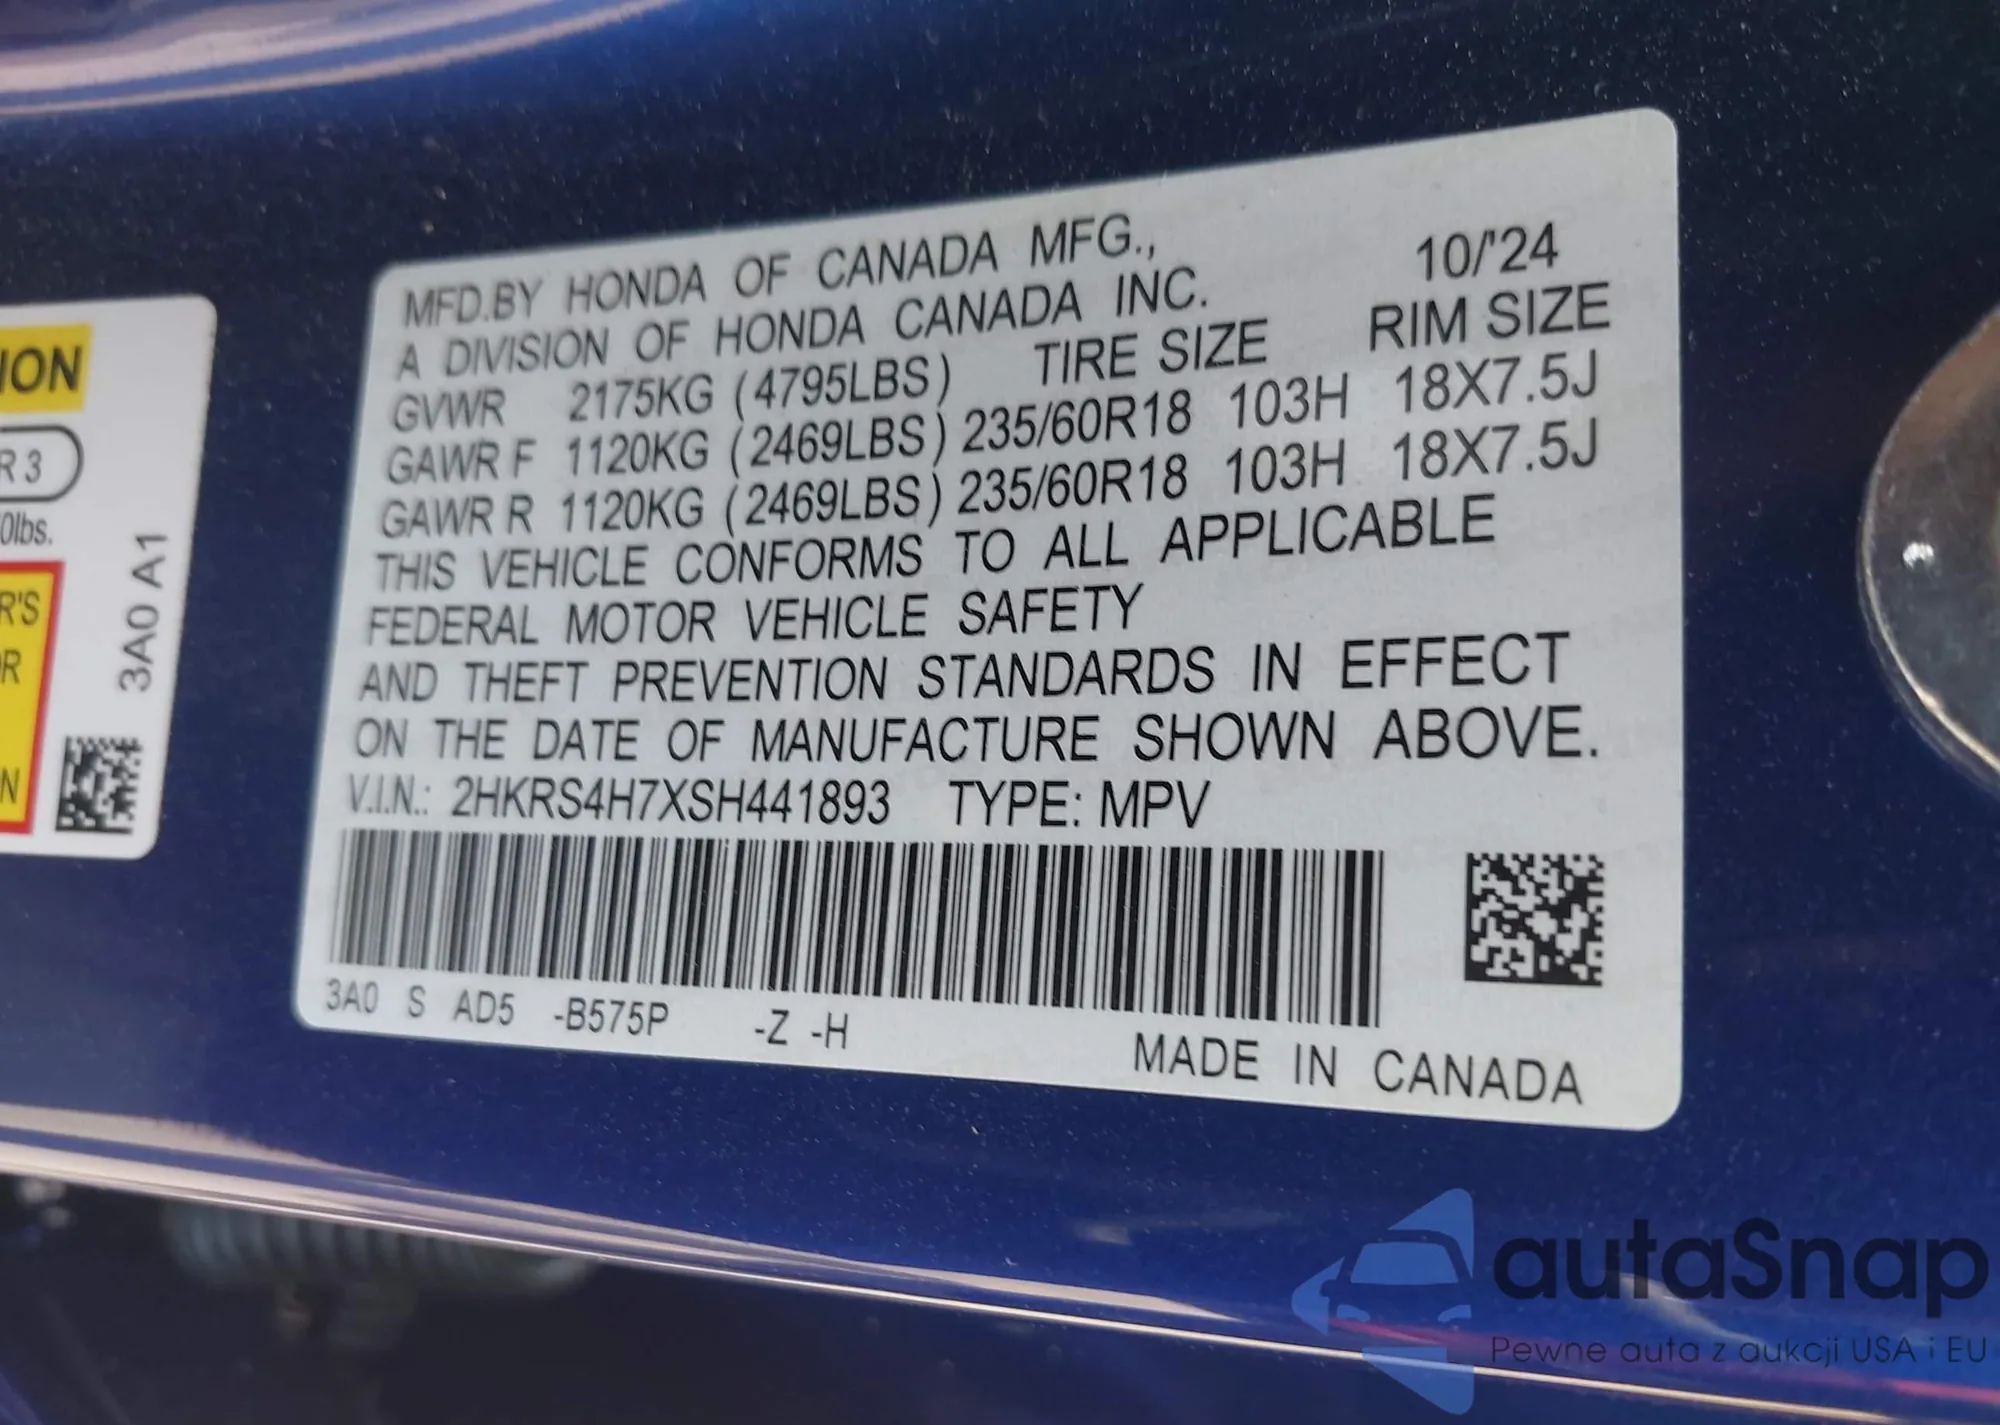 MFD.BY HONDA OF CANADA MFG., 10/'24
A DIVISION OF HONDA CANADA INC.
TIRE SIZE RIM SIZE
GVWR 2175KG (4795LBS)
GAWR F 1120KG (2469LBS) 235/60R18 103H 18X7.5J
GAWR R 1120KG (2469LBS) 235/60R18 103H 18X7.5J
THIS VEHICLE CONFORMS TO ALL APPLICABLE
FEDERAL MOTOR VEHICLE SAFETY
AND THEFT PREVENTION STANDARDS IN EFFECT
ON THE DATE OF MANUFACTURE SHOWN ABOVE.
V.I.N.: 2HKRS4H7XSH441893 TYPE: MPV
3A0 S AD5 -B575P -Z -H
MADE IN CANADA
ION
R 3
0lbs.
R'S
OR
N
3A0 A1
autaSnap
Pewne auta z aukcji USA i EU